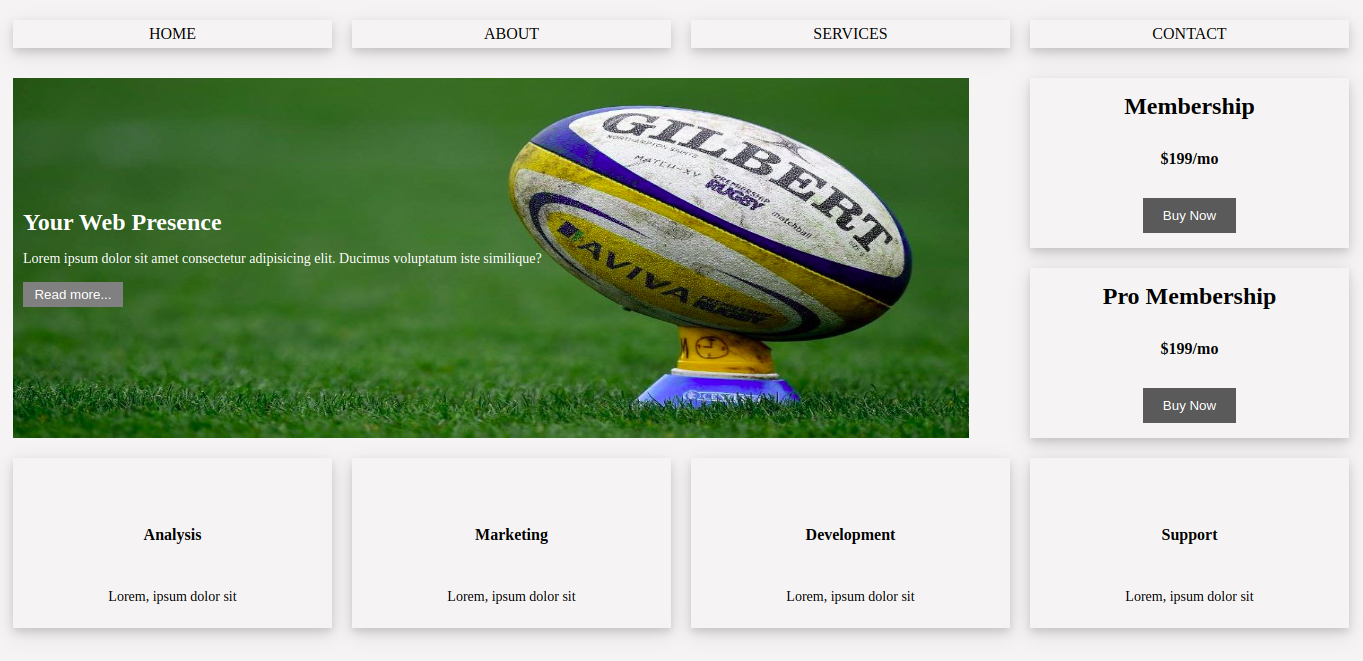 HOME ABOUT SERVICES CONTACT
Your Web Presence
Lorem ipsum dolor sit amet consectetur adipisicing elit. Ducimus voluptatum iste similique?
Read more...
GILBERT
NORTHAMPTON SAINTS
MATCH-XV
PREMIERSHIP
RUGBY
matchball
AVIVA
Membership
$199/mo
Buy Now
Pro Membership
$199/mo
Buy Now
Analysis
Lorem, ipsum dolor sit
Marketing
Lorem, ipsum dolor sit
Development
Lorem, ipsum dolor sit
Support
Lorem, ipsum dolor sit